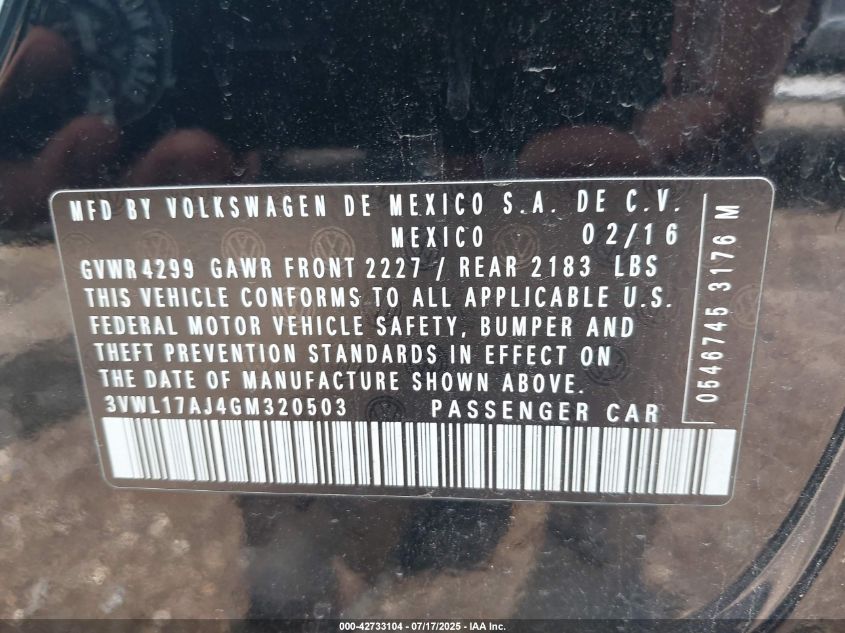 MFD BY VOLKSWAGEN DE MEXICO S.A. DE C.V.
MEXICO 02/16
GVWR 4299 GAWR FRONT 2227 / REAR 2183 LBS
THIS VEHICLE CONFORMS TO ALL APPLICABLE U.S.
FEDERAL MOTOR VEHICLE SAFETY, BUMPER AND
THEFT PREVENTION STANDARDS IN EFFECT ON
THE DATE OF MANUFACTURE SHOWN ABOVE.
3VWL17AJ4GM320503 PASSENGER CAR
0546745 3176 M
000-42733104 - 07/17/2025 - IAA Inc.